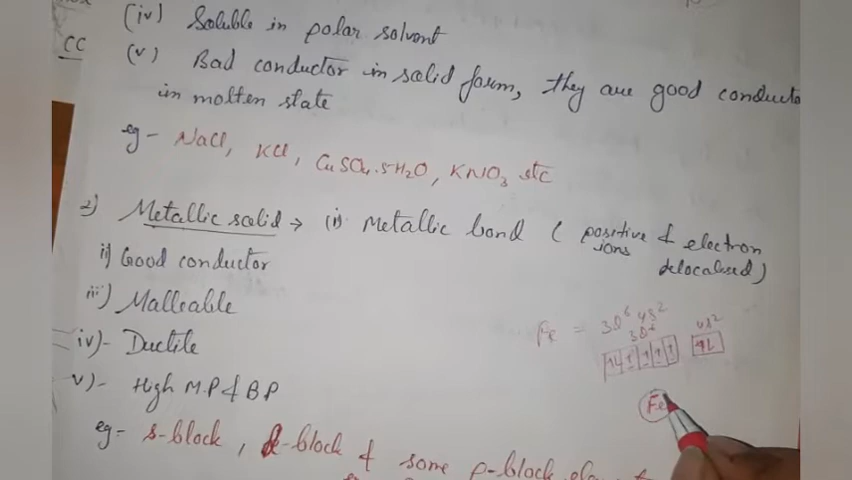 (iv) Soluble in polar solvent
CC
(v) Bad conductor in solid form, they are good conducto
in molten state
eg - NaCl, KCl, CuSO4.5H2O, KNO3 etc
2) Metallic solid → (i) Metallic bond ( positive & electron
ions delocalised)
ii) Good conductor
iii) Malleable
Fe = 3d6 4s2
3d6 4s2
iv)- Ductile
v)- High M.P & BP
Fe
eg- s-block, d-block & some p-block